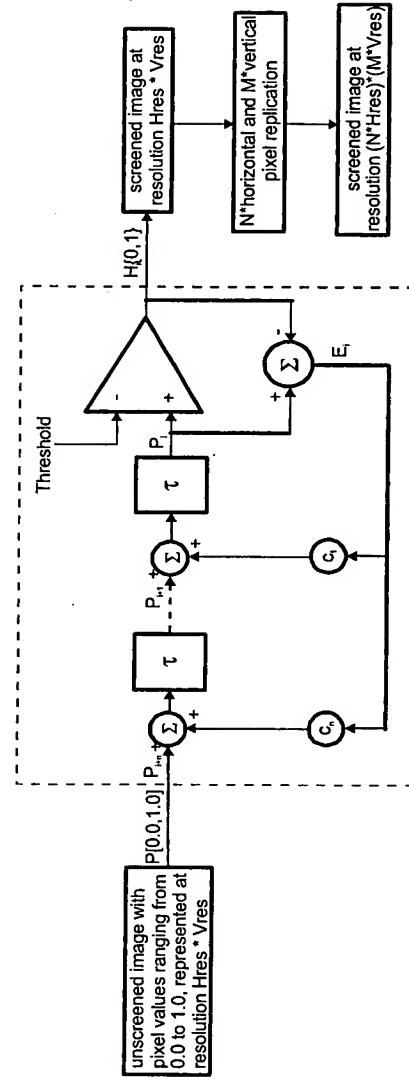 unscreened image with
pixel values ranging from
0.0 to 1.0, represented at
resolution Hres * Vres
P[0.0,1.0]
P i+n
+
Σ
+
τ
P i+1
+
Σ
+
τ
P i
Threshold
-
+
H i{0,1}
+
-
Σ
E i
c n
c 1
screened image at
resolution Hres * Vres
N*horizontal and M*vertical
pixel replication
screened image at
resolution (N*Hres)*(M*Vres)